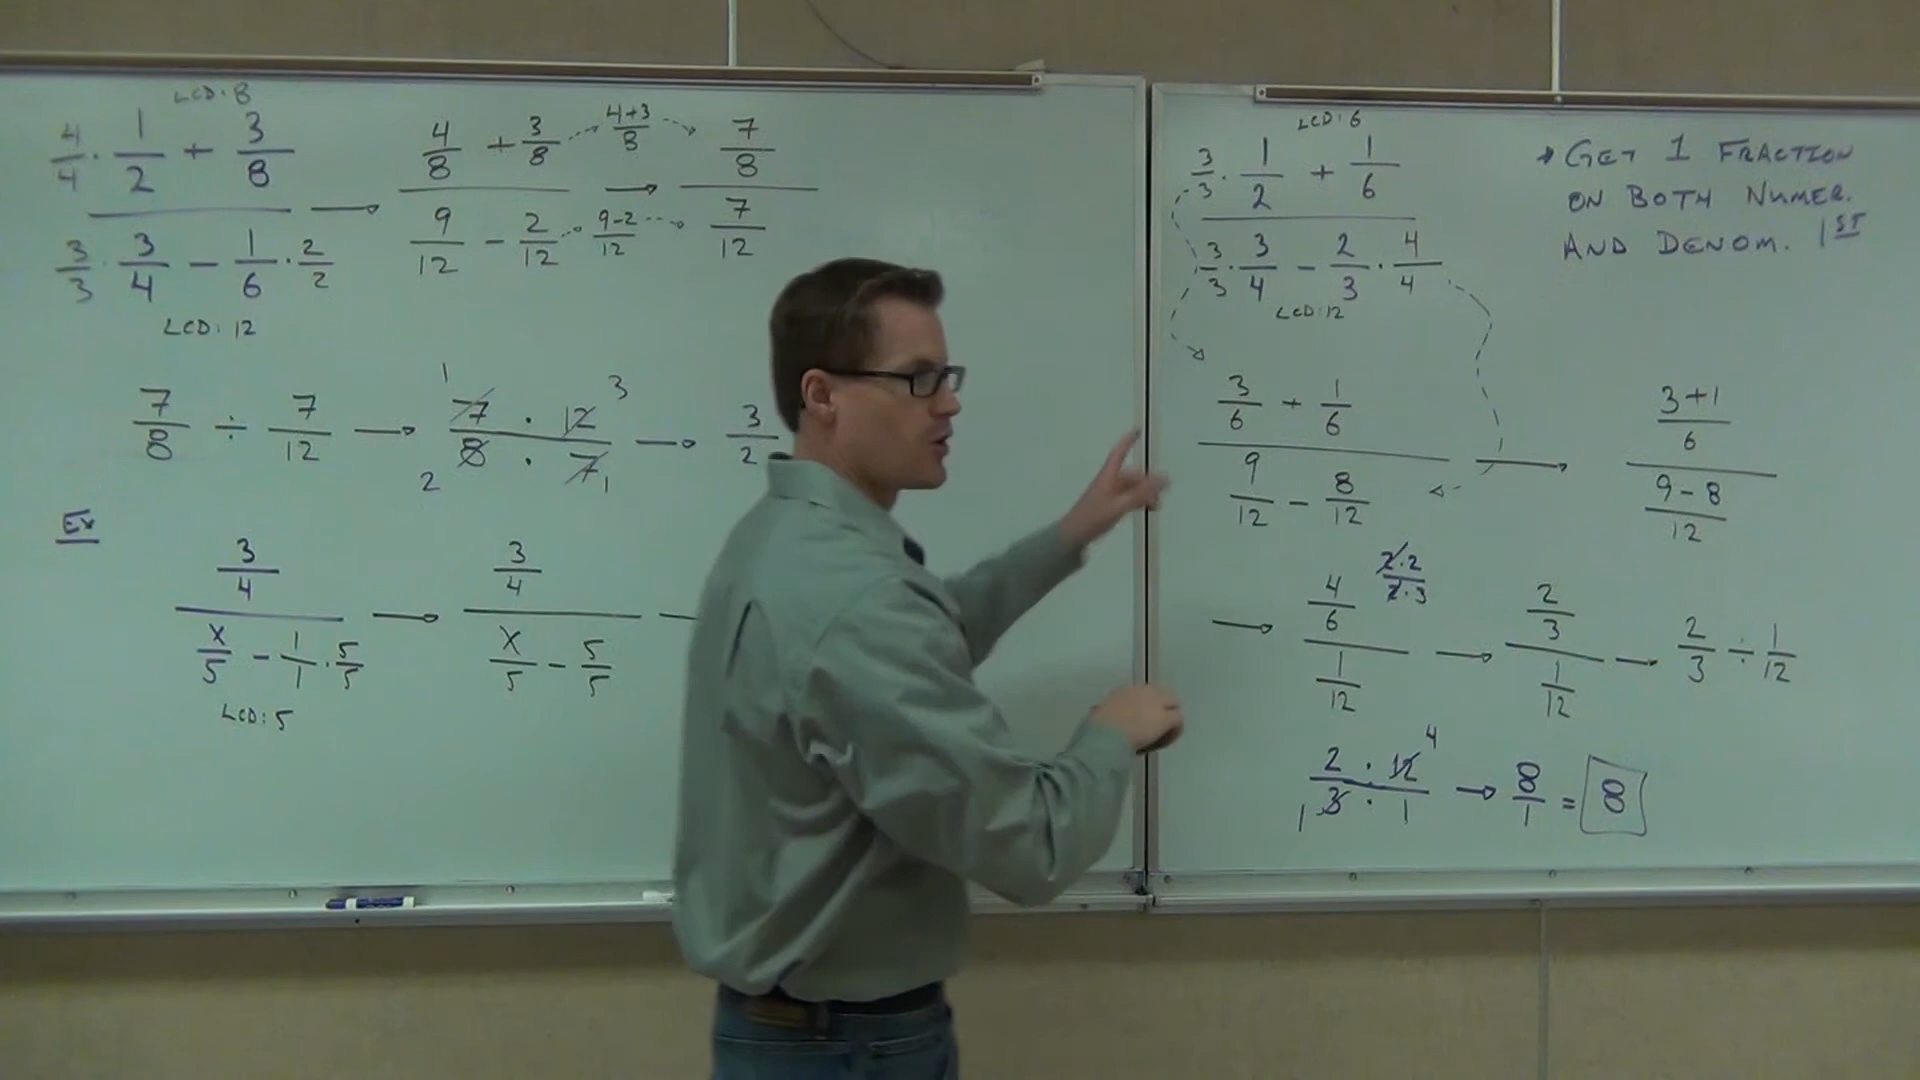 LCD: 8
4/4 · 1/2 + 3/8
3/3 · 3/4 - 1/6 · 2/2
LCD: 12
4/8 + 3/8
9/12 - 2/12
4+3/8
9-2/12
7/8
7/12
7/8 ÷ 7/12 → 1 7 · 12 3 / 2 8 · 7 1 → 3/2
Ex
3/4
x/5 - 1/1 · 5/5
LCD: 5
3/4
x/5 - 5/5
LCD: 6
3/3 · 1/2 + 1/6
3/3 · 3/4 - 2/3 · 4/4
LCD: 12
GET 1 FRACTION
ON BOTH NUMER.
AND DENOM. 1ST
3/6 + 1/6
9/12 - 8/12
3+1/6
9-8/12
4/6
1/12
2·2/2·3
2/3
1/12
2/3 ÷ 1/12
2 · 12 4 / 1 3 · 1 → 8/1 = 8